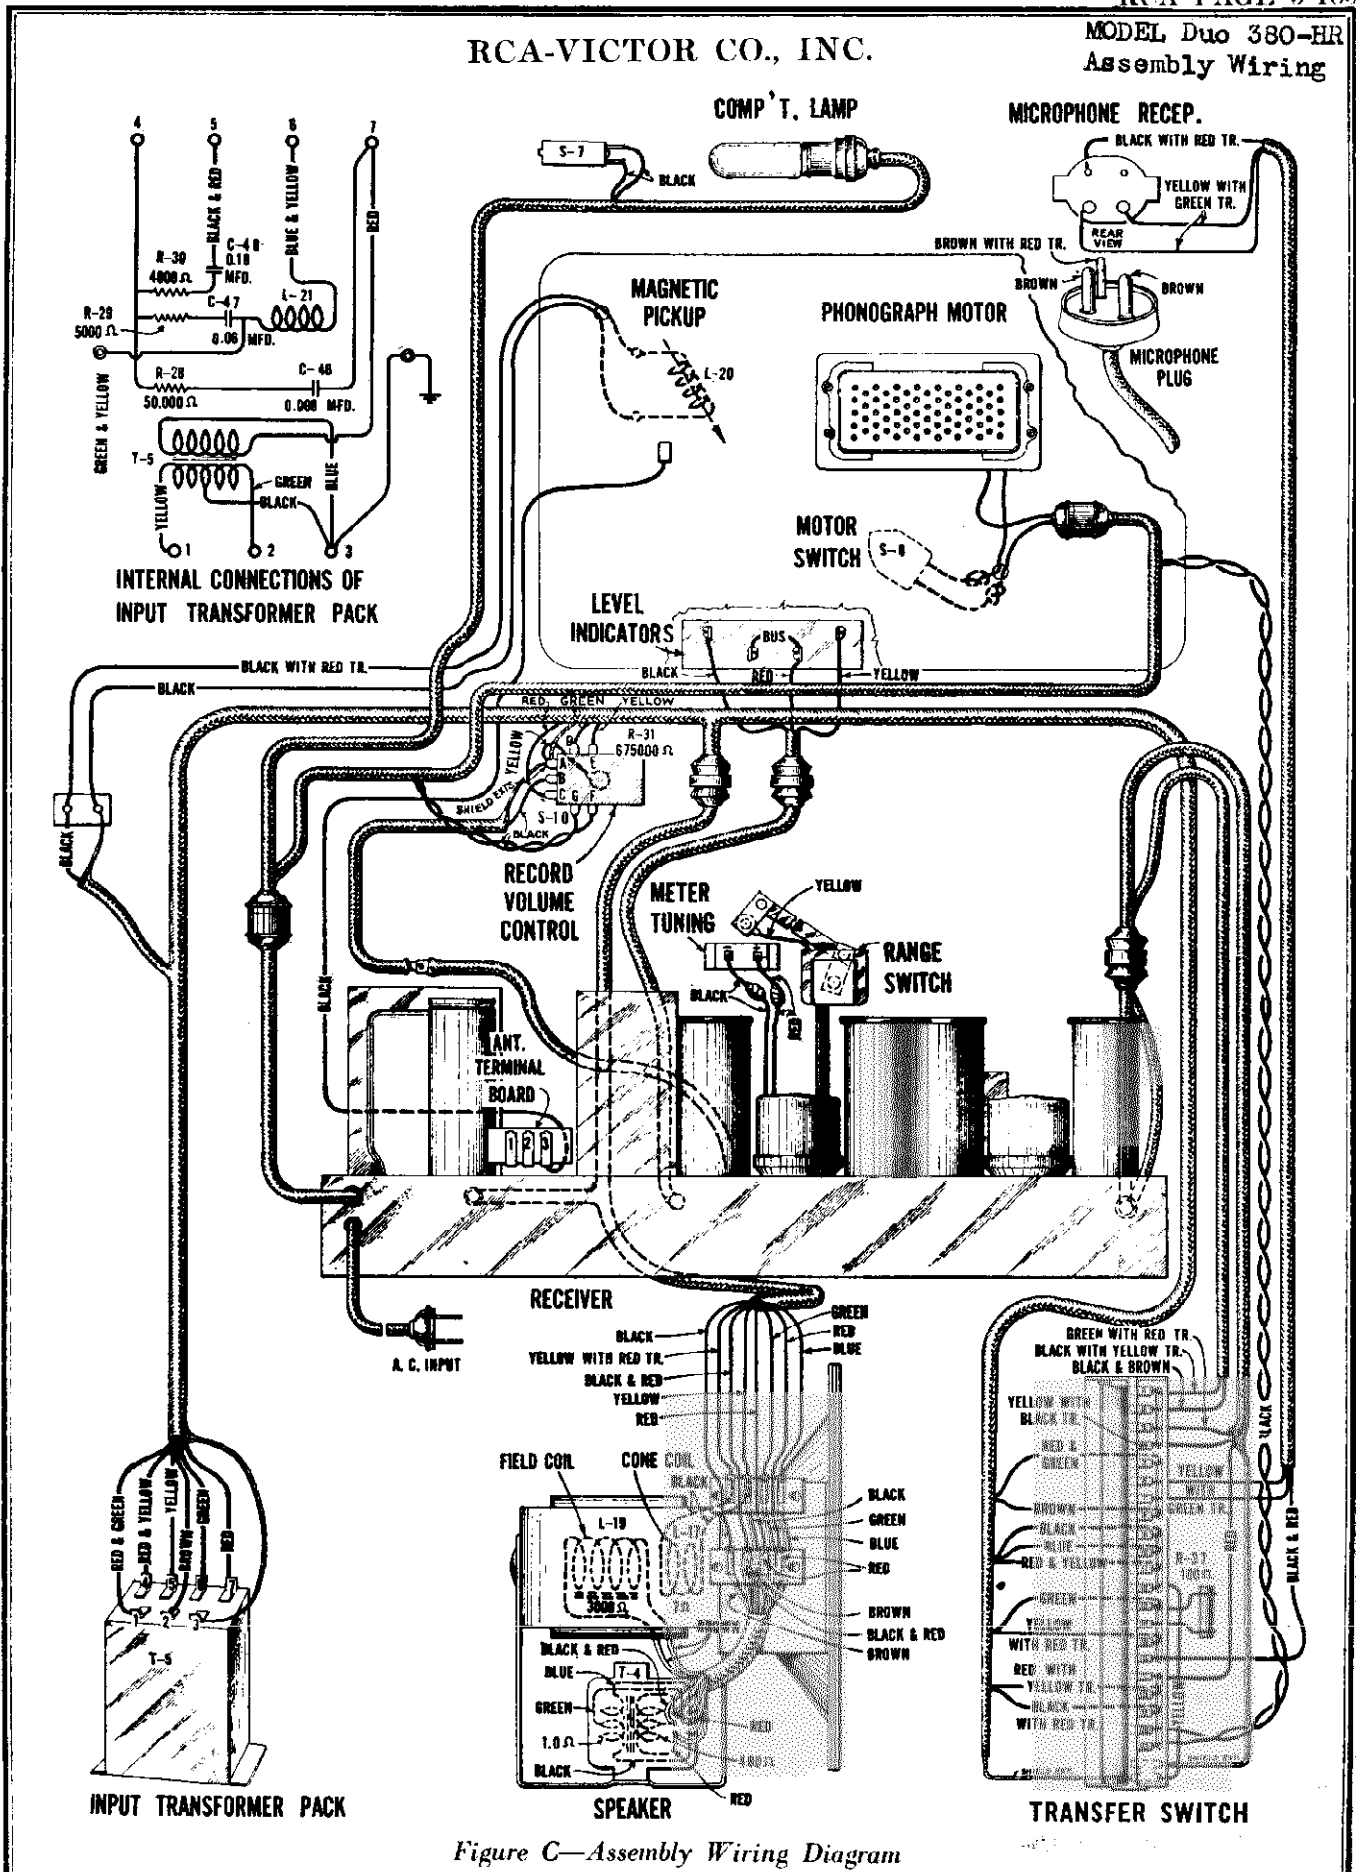 RCA-VICTOR CO., INC.
MODEL Duo 380-HR
Assembly Wiring
COMP'T. LAMP
MICROPHONE RECEP.
4
5
6
7
S-7
BLACK
BLACK WITH RED TR.
YELLOW WITH
GREEN TR.
REAR
VIEW
BLACK & RED
BLUE & YELLOW
RED
R-30
4000 Ω
0.18
MFD.
R-29
5000 Ω
C-47
L-21
0.06 MFD.
R-28
50,000 Ω
GREEN & YELLOW
T-5
YELLOW
GREEN
BLACK
BLUE
1
2
3
INTERNAL CONNECTIONS OF
INPUT TRANSFORMER PACK
MAGNETIC
PICKUP
L-20
PHONOGRAPH MOTOR
BROWN WITH RED TR.
BROWN
BROWN
MICROPHONE
PLUG
MOTOR
SWITCH
LEVEL
INDICATORS
BUS
BLACK
RED
YELLOW
BLACK WITH RED TR.
BLACK
RED
GREEN
YELLOW
R-31
675000 Ω
YELLOW
A
B
C
G
F
E
S-10
BLACK
BLACK
RECORD
VOLUME
CONTROL
METER
TUNING
YELLOW
RANGE
SWITCH
BLACK
RED
BLACK
ANT.
TERMINAL
BOARD
1 2 3
RECEIVER
A. C. INPUT
BLACK
YELLOW WITH RED TR.
BLACK & RED
YELLOW
RED
GREEN
RED
BLUE
FIELD COIL
CONE COIL
BLACK
L-19
3000 Ω
BLACK
GREEN
BLUE
RED
BROWN
BLACK & RED
BROWN
BROWN
BLACK & RED
BLUE
T-4
GREEN
1.0 Ω
BLACK
RED
RED
SPEAKER
RED & GREEN
RED & YELLOW
YELLOW
BROWN
GREEN
RED
1
2
3
T-5
INPUT TRANSFORMER PACK
GREEN WITH RED TR.
BLACK WITH YELLOW TR.
BLACK & BROWN
YELLOW WITH
BLACK TR.
RED &
GREEN
YELLOW
WITH
GREEN TR.
BROWN
BLACK
BLUE
RED & YELLOW
GREEN
YELLOW
WITH RED TR.
RED WITH
YELLOW TR.
BLACK
WITH RED TR.
BLACK & RED
TRANSFER SWITCH
Figure C—Assembly Wiring Diagram